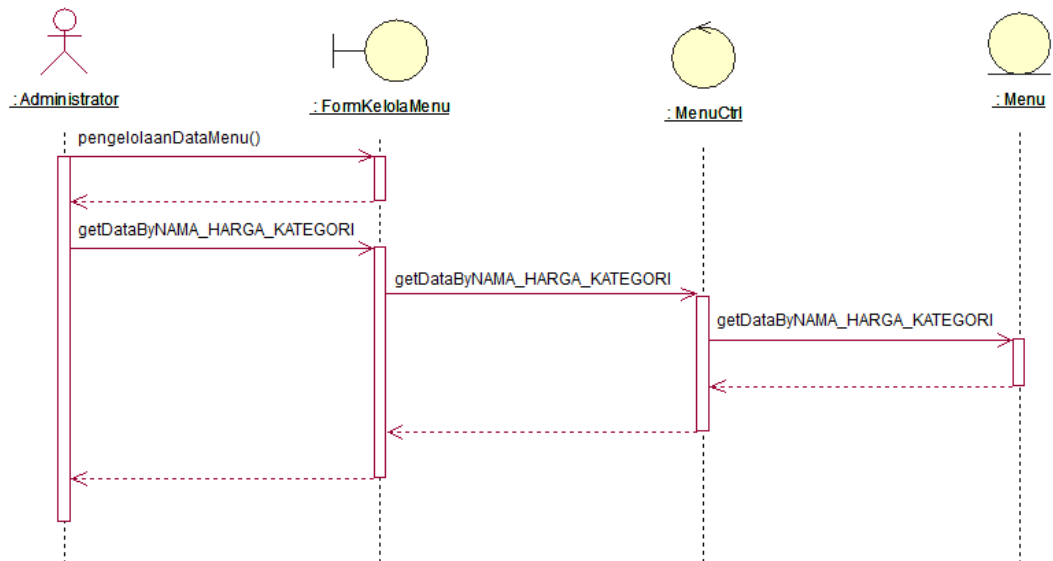 : Administrator
: FormKelolaMenu
: MenuCtrl
: Menu
pengelolaanDataMenu()
getDataByNAMA_HARGA_KATEGORI
getDataByNAMA_HARGA_KATEGORI
getDataByNAMA_HARGA_KATEGORI